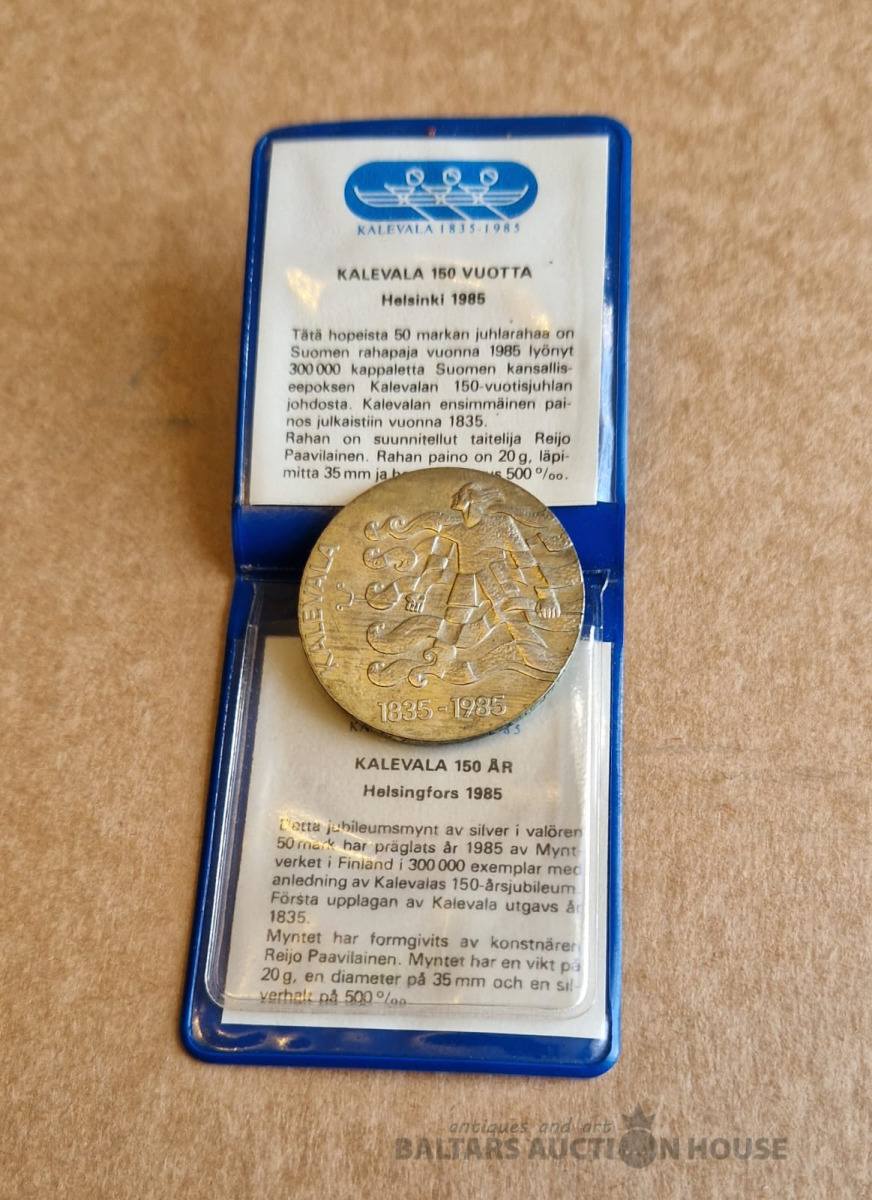 KALEVALA 1835-1985
KALEVALA 150 VUOTTA
Helsinki 1985
Tätä hopeista 50 markan juhlarahaa on
Suomen rahapaja vuonna 1985 lyönyt
300 000 kappaletta Suomen kansallis-
eepoksen Kalevalan 150-vuotisjuhlan
johdosta. Kalevalan ensimmäinen pai-
nos julkaistiin vuonna 1835.
Rahan on suunnitellut taitelija Reijo
Paavilainen. Rahan paino on 20 g, läpi-
mitta 35 mm ja 500 º/oo.
KALEVALA
1835-1985
KALEVALA 150 ÅR
Helsingfors 1985
Detta jubileumsmynt av silver i valören
50 mark har präglats år 1985 av Mynt-
verket i Finland i 300 000 exemplar med
anledning av Kalevalas 150-årsjubileum.
Första upplagan av Kalevala utgavs år
1835.
Myntet har formgivits av konstnären
Reijo Paavilainen. Myntet har en vikt på
20 g, en diameter på 35 mm och en sil-
verhalt på 500 º/oo.
antiques and art
BALTARS AUCTION HOUSE